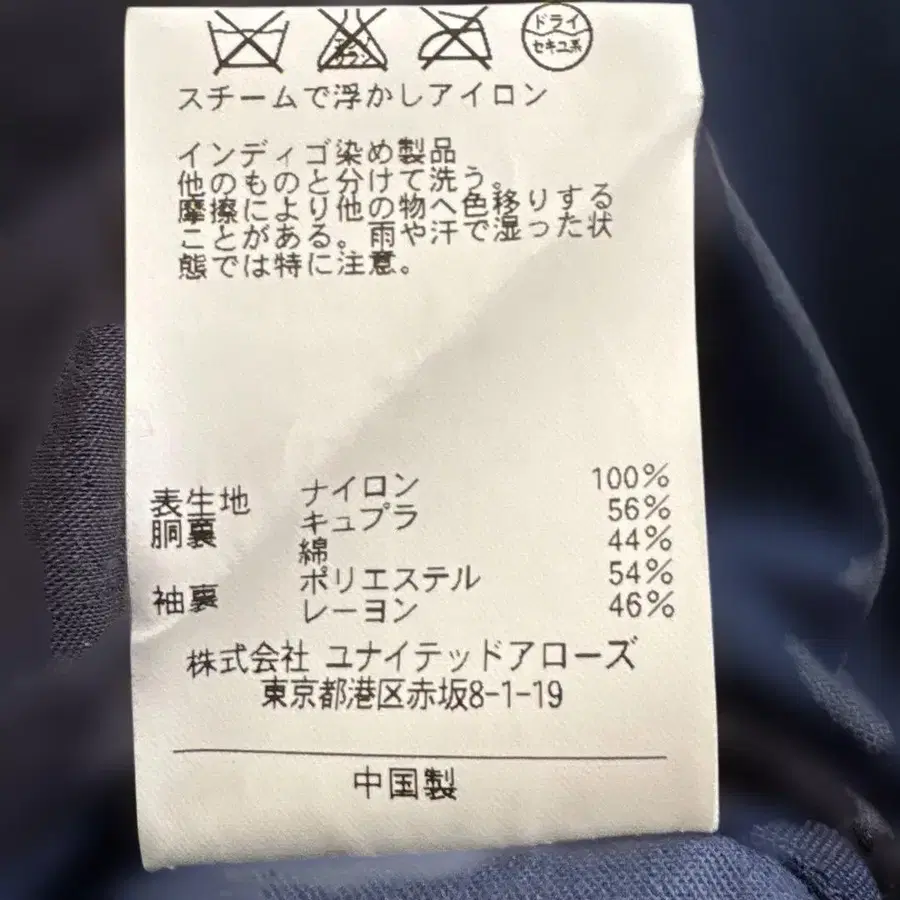 ドライ
セキユ系
エンソ
サラシ
スチームで浮かしアイロン
インディゴ染め製品
他のものと分けて洗う。
摩擦により他の物へ色移りする
ことがある。雨や汗で湿った状
態では特に注意。
表生地 ナイロン 100%
胴裏 キュプラ 56%
綿 44%
袖裏 ポリエステル 54%
レーヨン 46%
株式会社 ユナイテッドアローズ
東京都港区赤坂8-1-19
中国製